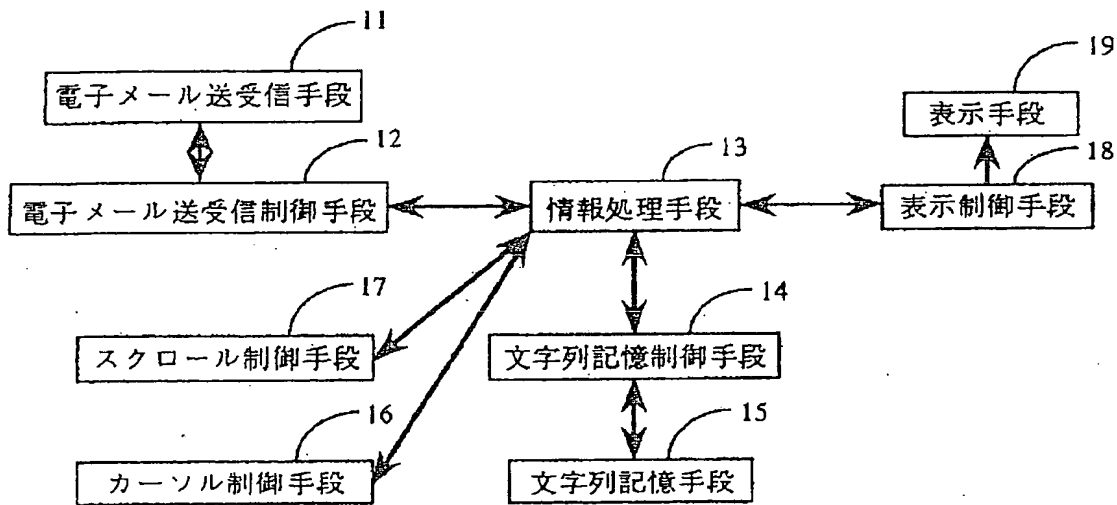 11
電子メール送受信手段
12
電子メール送受信制御手段
13
情報処理手段
19
表示手段
18
表示制御手段
17
スクロール制御手段
14
文字列記憶制御手段
16
カーソル制御手段
15
文字列記憶手段